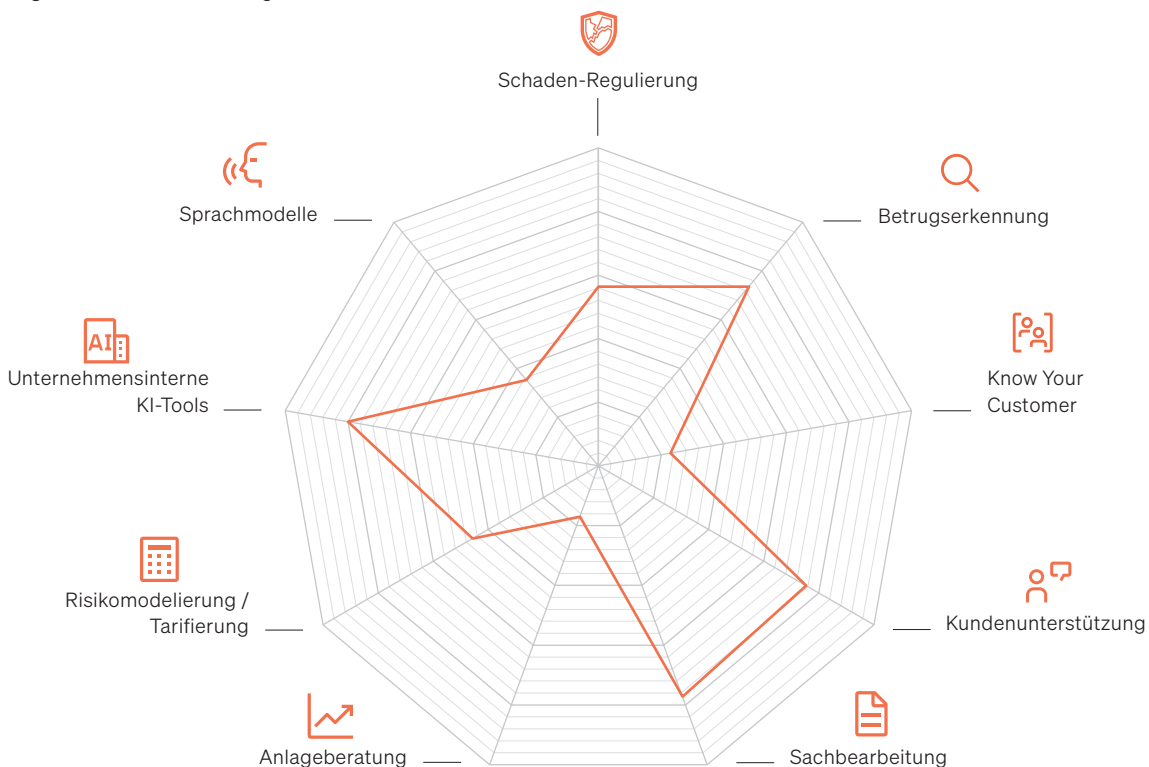 Schaden-Regulierung
Sprachmodelle
Betrugserkennung
AI
Unternehmensinterne
KI-Tools
Know Your
Customer
Risikomodelierung /
Tarifierung
Kundenunterstützung
Anlageberatung
Sachbearbeitung